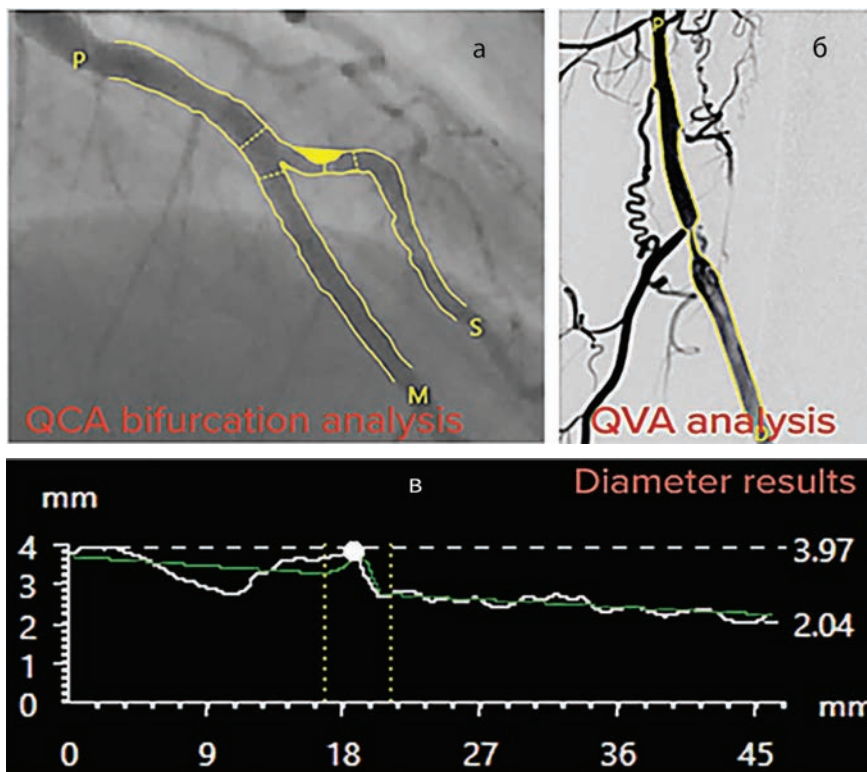 а
P
S
M
QCA bifurcation analysis
б
P
D
QVA analysis
в
Diameter results
mm
4
3
2
1
0
3.97
2.04
mm
0 9 18 27 36 45